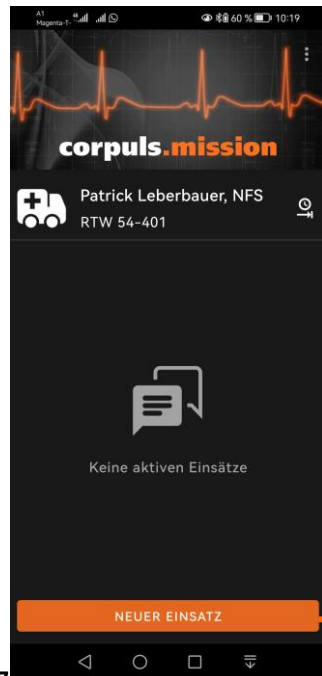 A1
Magenta-T-
60 % 10:19
corpuls.mission
Patrick Leberbauer, NFS
RTW 54-401
Keine aktiven Einsätze
NEUER EINSATZ